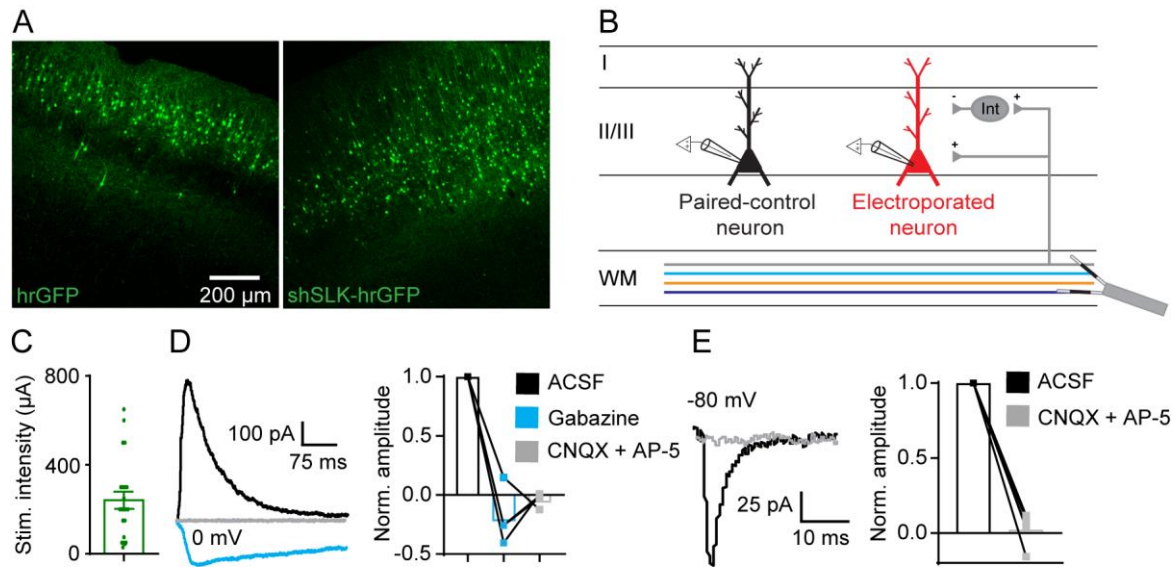 A
hrGFP
200 µm
shSLK-hrGFP
B
I
II/III
- Int +
+
Paired-control
neuron
Electroporated
neuron
WM
C
Stim. intensity (µA)
800
400
0
D
100 pA
75 ms
0 mV
Norm. amplitude
1.0
0.5
0.0
-0.5
ACSF
Gabazine
CNQX + AP-5
E
-80 mV
25 pA
10 ms
Norm. amplitude
1.0
0.5
0.0
ACSF
CNQX + AP-5